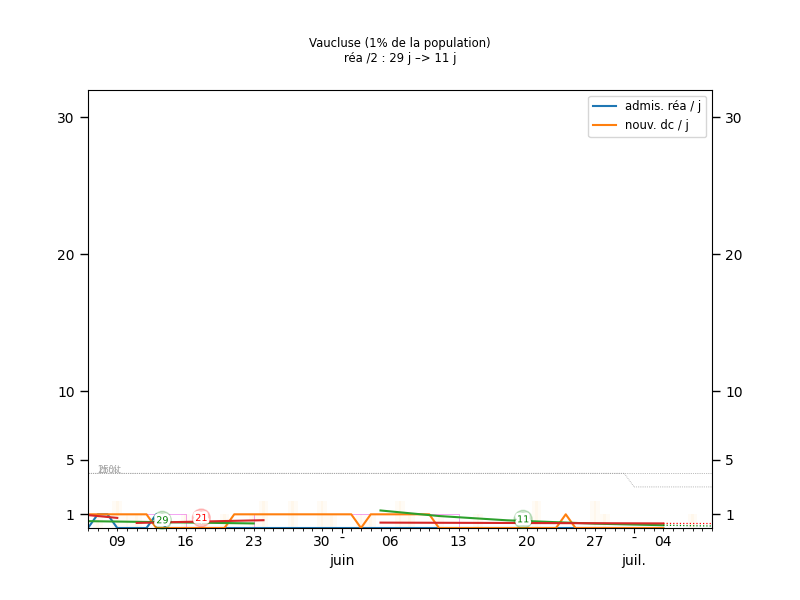 Vaucluse (1% de la population)
réa /2 : 29 j –> 11 j
admis. réa / j
nouv. dc / j
30 30
20 20
10 10
5 5
1 1
29 21 11
09 16 23 30 - 06 13 20 27 - 04
juin juil.